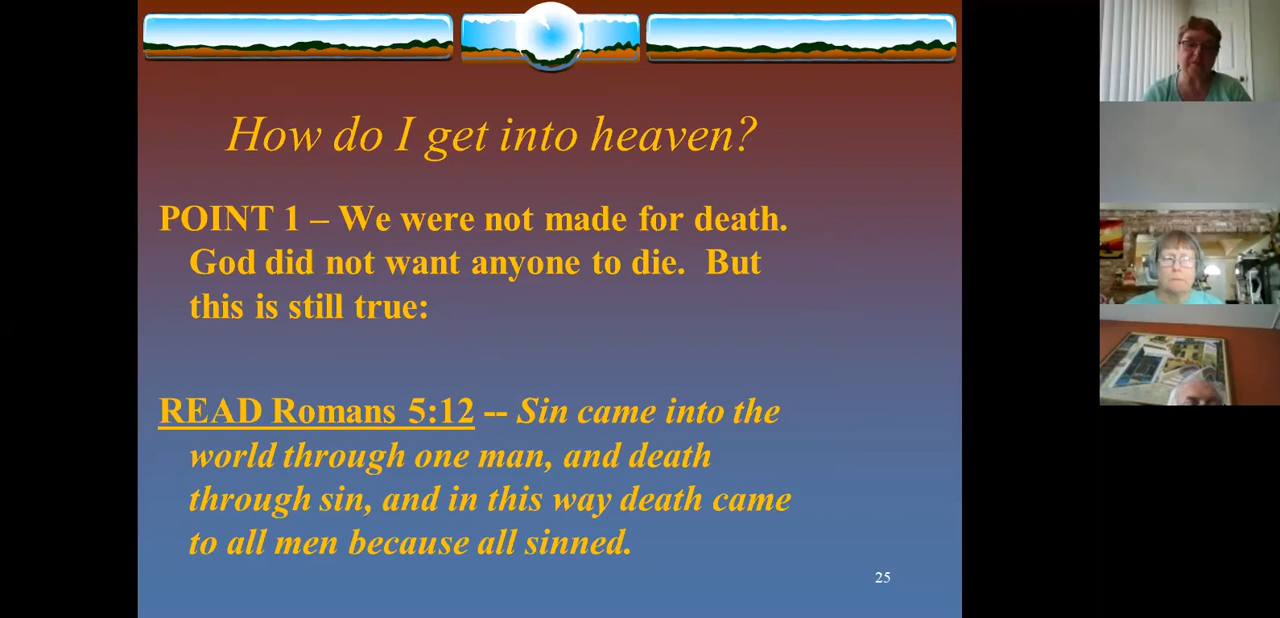 How do I get into heaven?
POINT 1 – We were not made for death.
God did not want anyone to die.  But
this is still true:
READ Romans 5:12 -- Sin came into the
world through one man, and death
through sin, and in this way death came
to all men because all sinned.
25